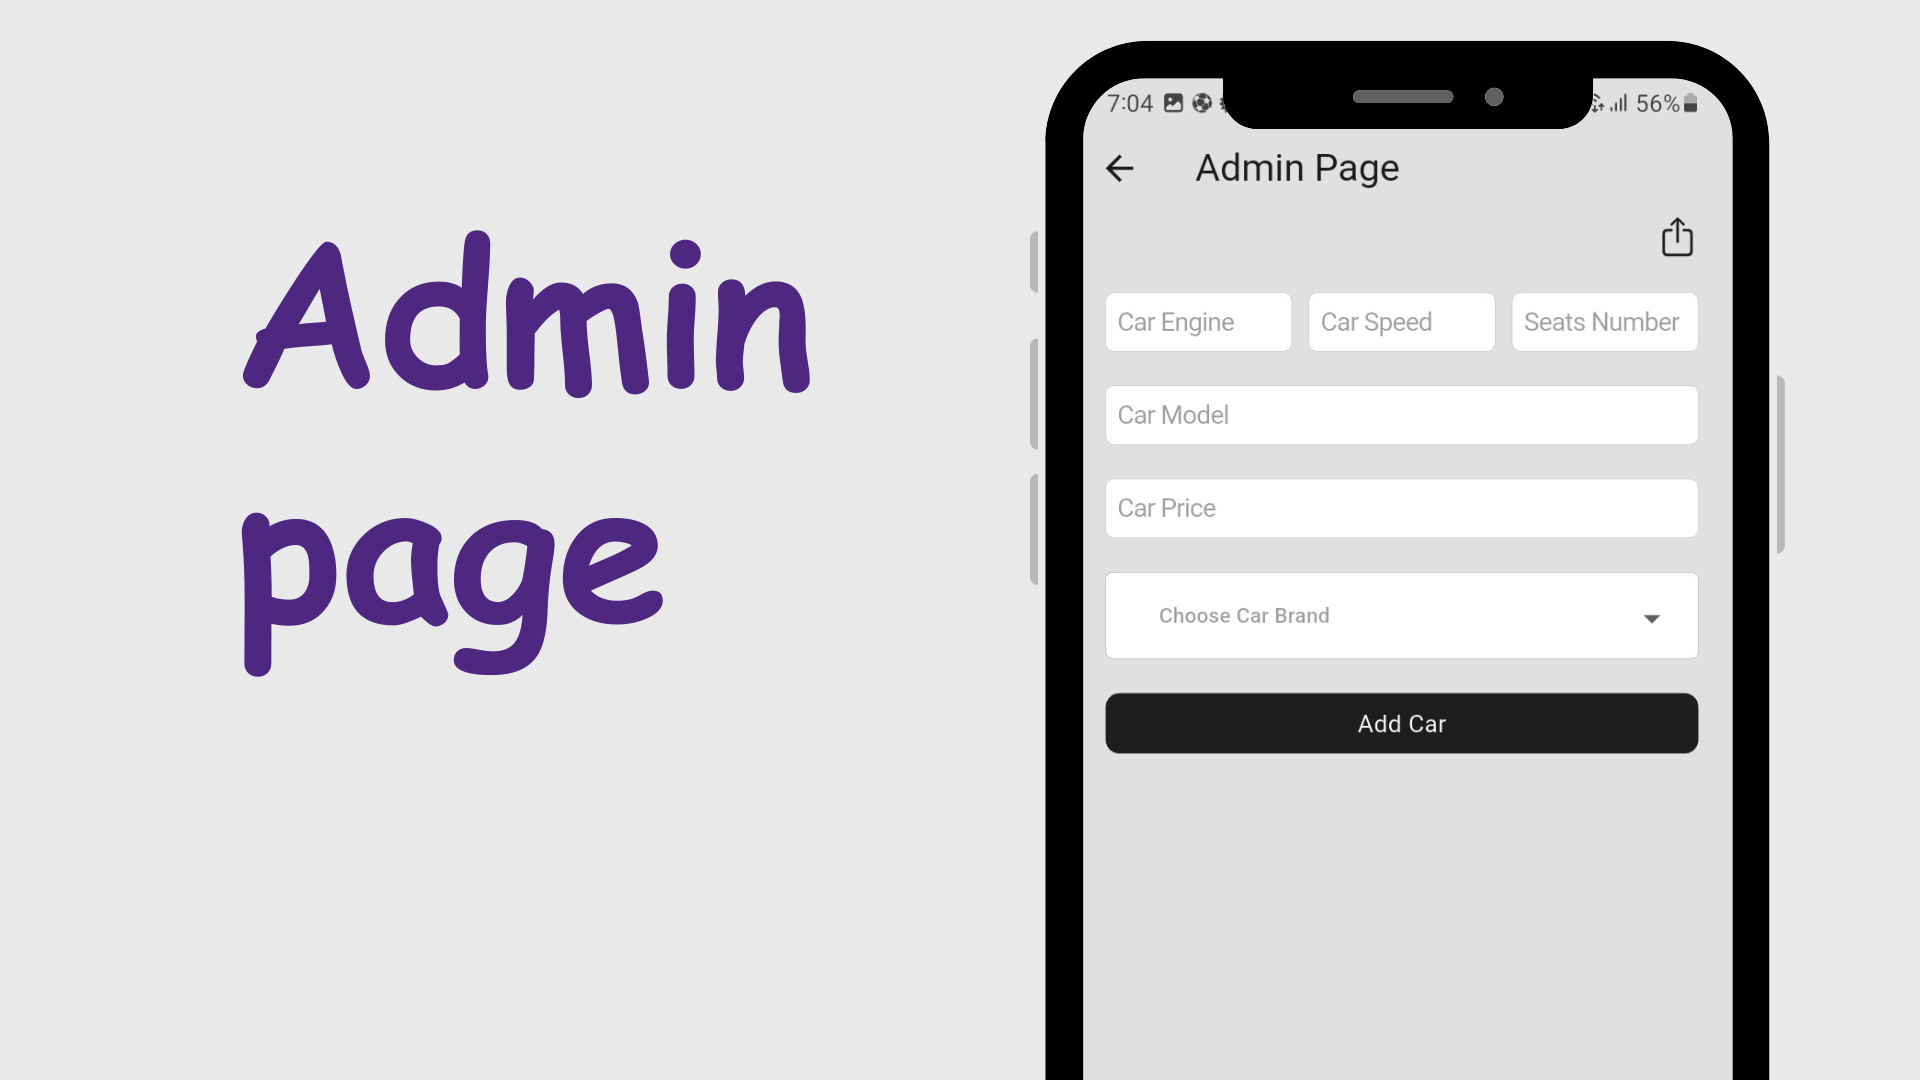 Admin
page
7:04
56%
Admin Page
Car Engine
Car Speed
Seats Number
Car Model
Car Price
Choose Car Brand
Add Car